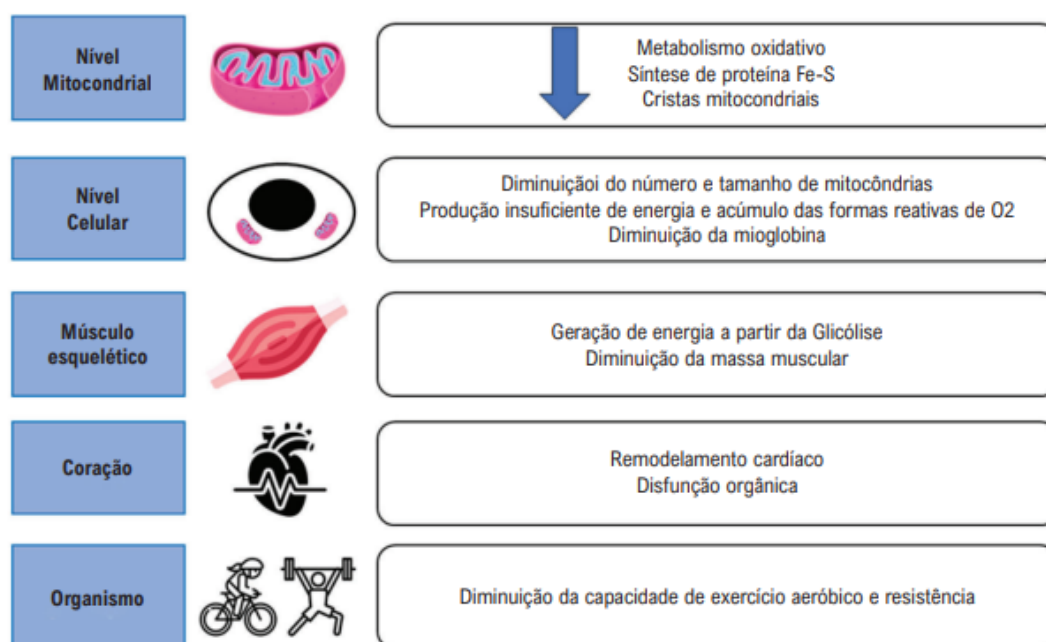 Nível
Mitocondrial
Metabolismo oxidativo
Síntese de proteína Fe-S
Cristas mitocondriais
Nível
Celular
Diminuiçãoi do número e tamanho de mitocôndrias
Produção insuficiente de energia e acúmulo das formas reativas de O2
Diminuição da mioglobina
Músculo
esquelético
Geração de energia a partir da Glicólise
Diminuição da massa muscular
Coração
Remodelamento cardíaco
Disfunção orgânica
Organismo
Diminuição da capacidade de exercício aeróbico e resistência